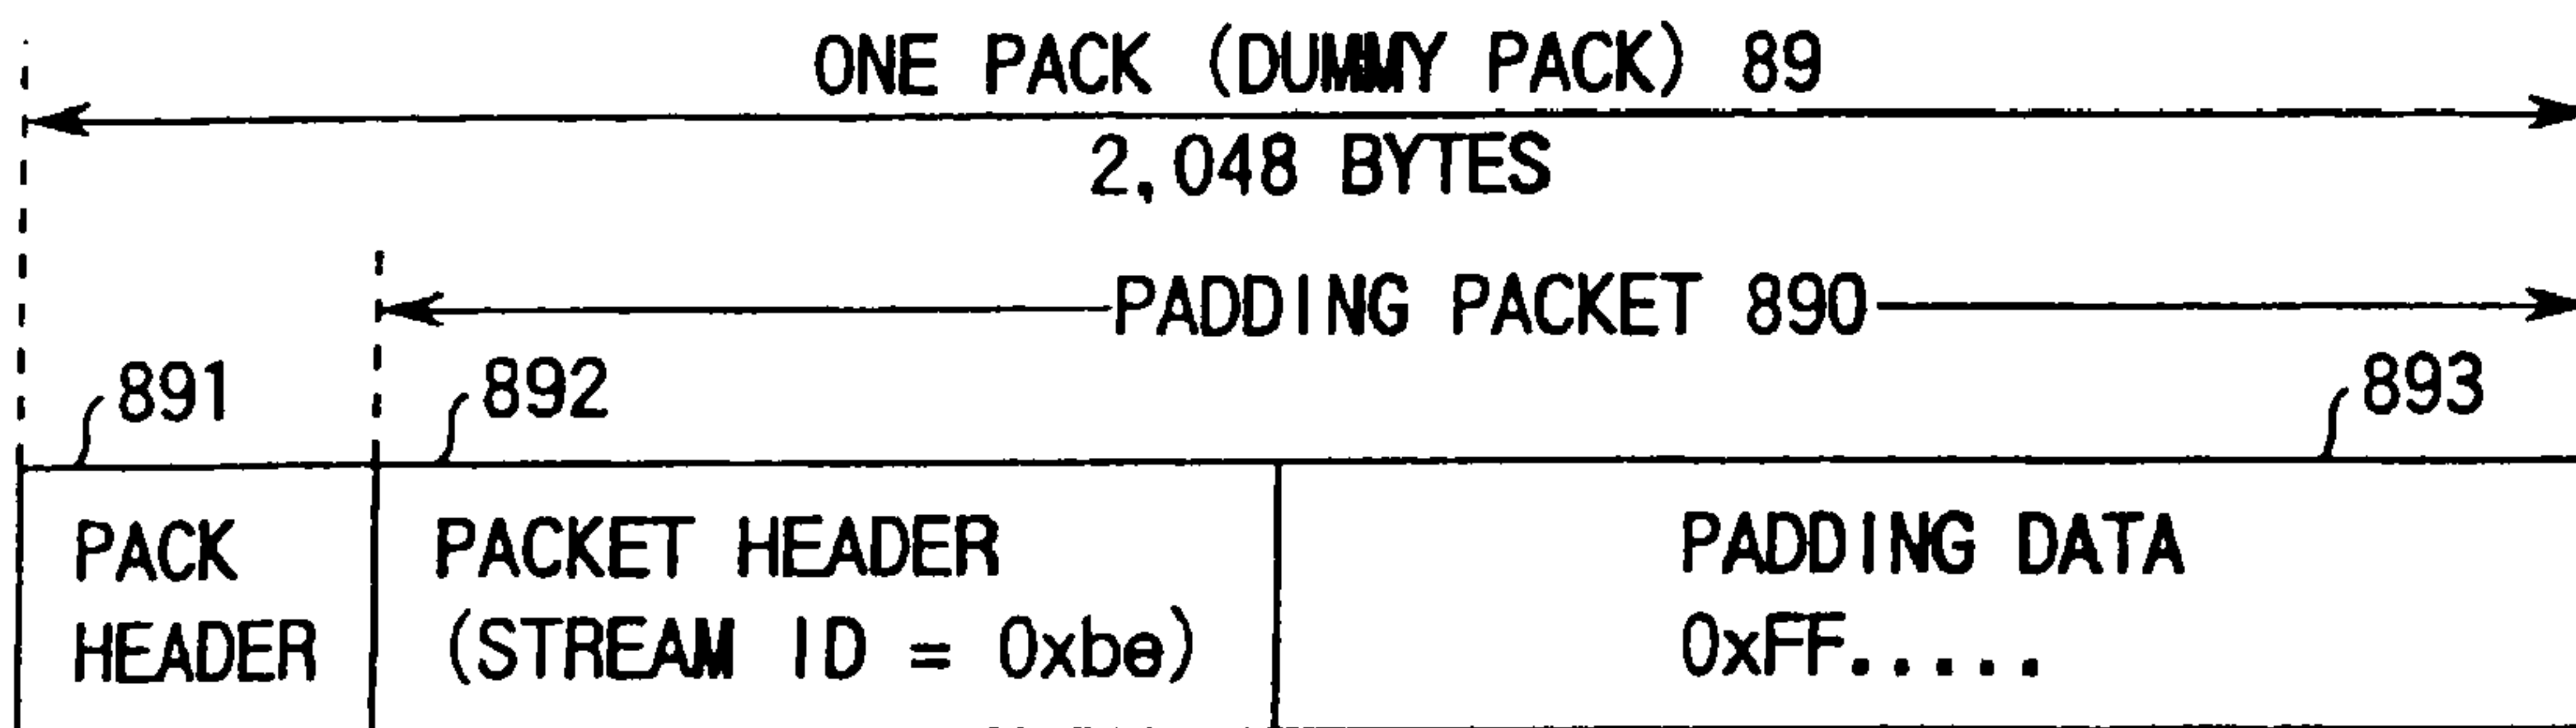 ONE PACK (DUMMY PACK) 89
2,048 BYTES
PADDING PACKET 890
891
892
893
PACK
HEADER
PACKET HEADER
(STREAM ID = 0xbe)
PADDING DATA
0xFF.....